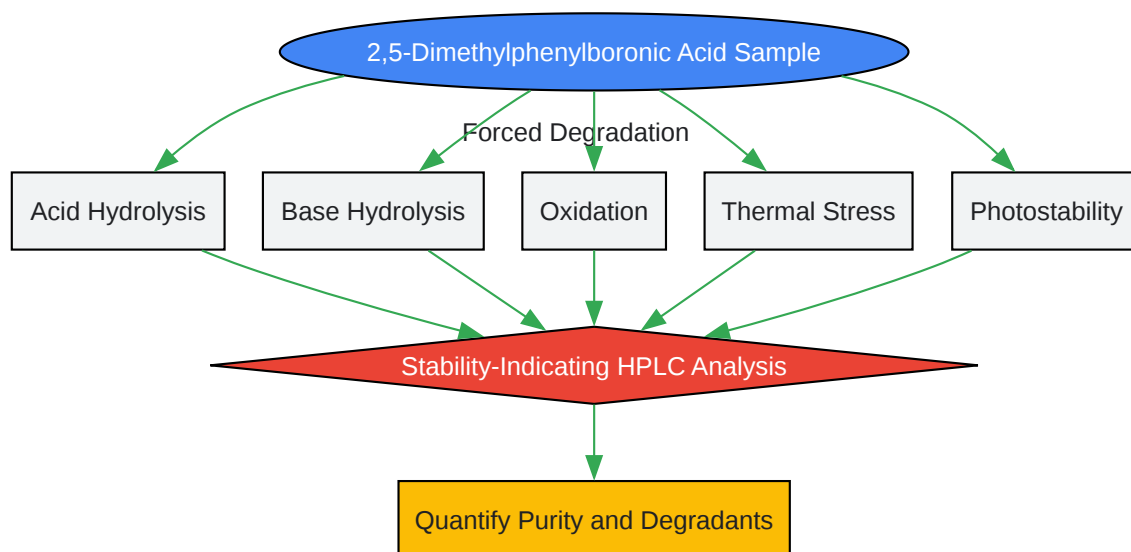 2,5-Dimethylphenylboronic Acid Sample
Forced Degradation
Acid Hydrolysis
Base Hydrolysis
Oxidation
Thermal Stress
Photostability
Stability-Indicating HPLC Analysis
Quantify Purity and Degradants